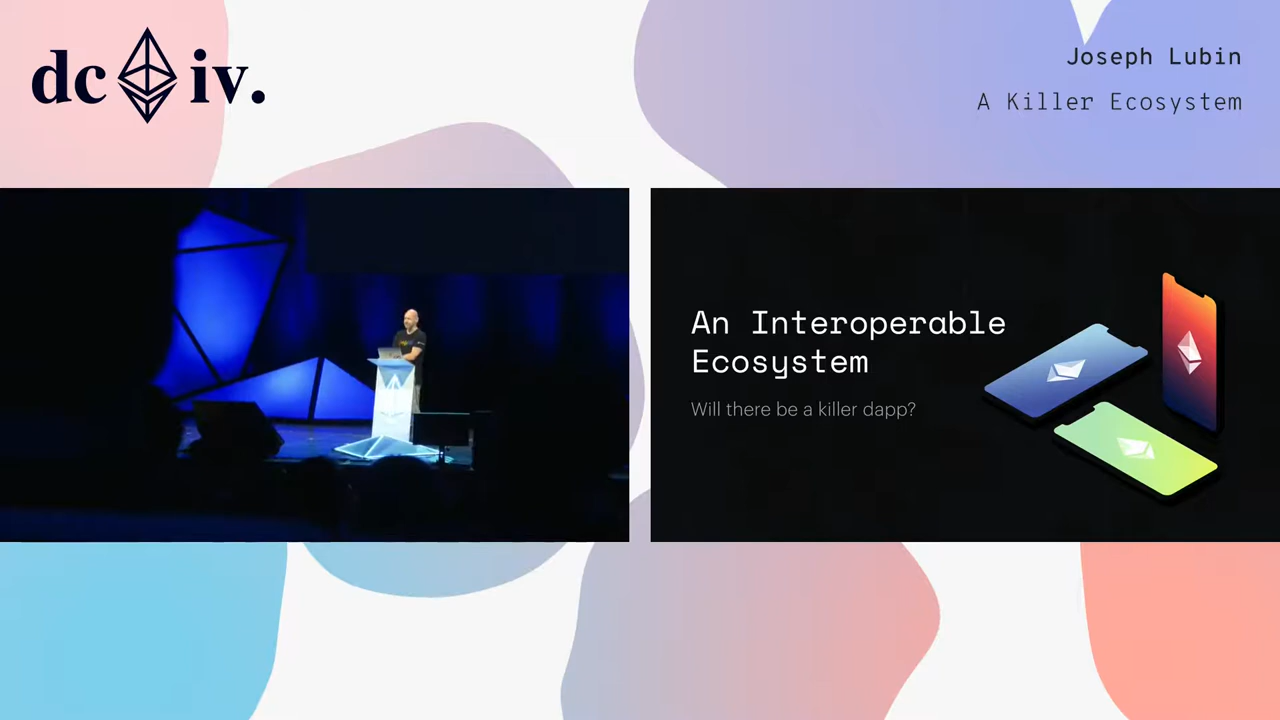 dc iv.
Joseph Lubin
A Killer Ecosystem
An Interoperable
Ecosystem
Will there be a killer dapp?